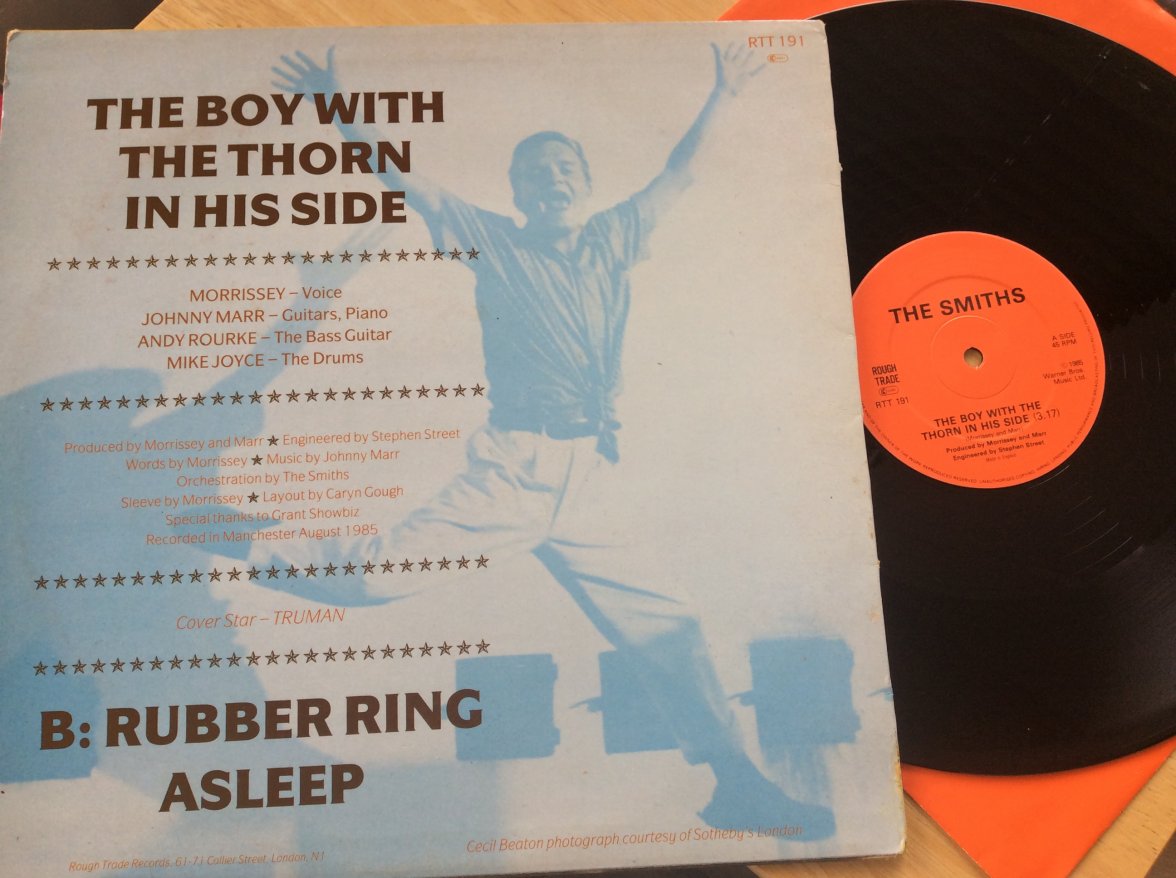 RTT 191
THE BOY WITH
THE THORN
IN HIS SIDE
MORRISSEY – Voice
JOHNNY MARR – Guitars, Piano
ANDY ROURKE – The Bass Guitar
MIKE JOYCE – The Drums
Produced by Morrissey and Marr ★ Engineered by Stephen Street
Words by Morrissey ★ Music by Johnny Marr
Orchestration by The Smiths
Sleeve by Morrissey ★ Layout by Caryn Gough
Special thanks to Grant Showbiz
Recorded in Manchester August 1985
Cover Star – TRUMAN
B: RUBBER RING
ASLEEP
Cecil Beaton photograph courtesy of Sotheby's London
Rough Trade Records, 61-71 Collier Street, London, N1
THE SMITHS
A SIDE
45 RPM
ROUGH
TRADE
RTT 191
℗ 1985
Warner Bros.
Music Ltd.
THE BOY WITH THE
THORN IN HIS SIDE (3.17)
(Morrissey and Marr)
Produced by Morrissey and Marr
Engineered by Stephen Street
Made in England